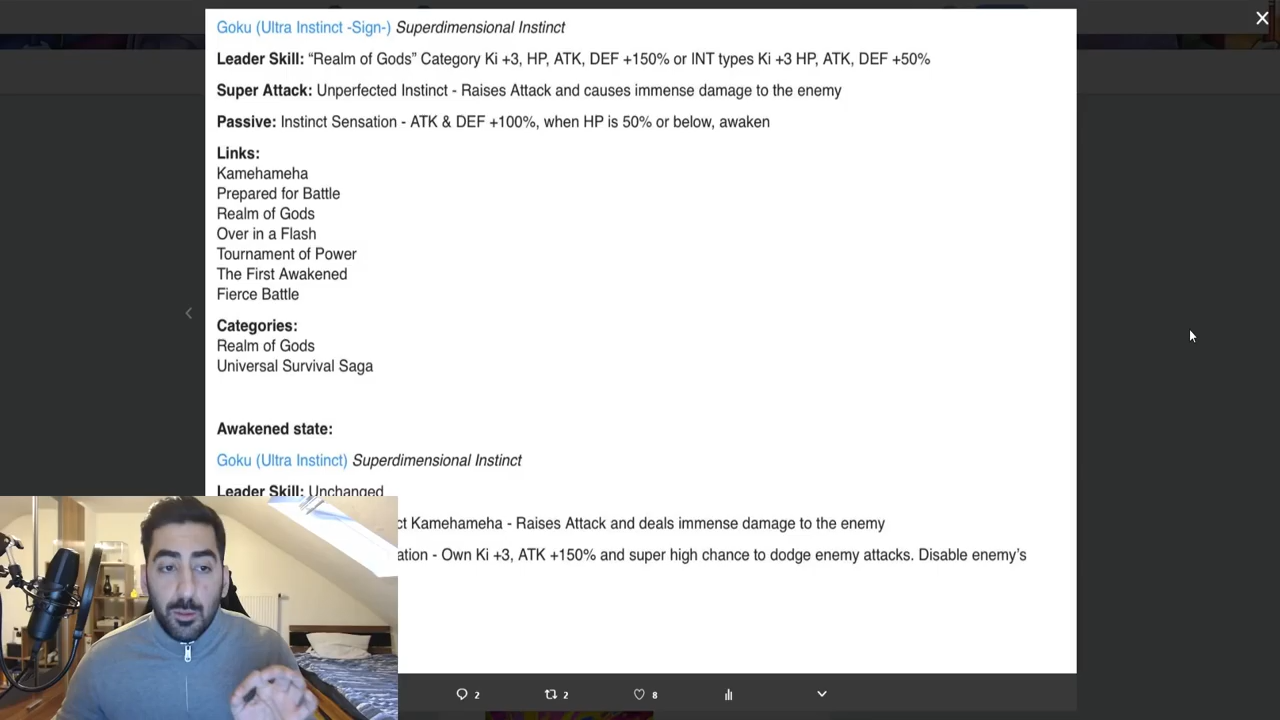 Goku (Ultra Instinct -Sign-) Superdimensional Instinct
Leader Skill: “Realm of Gods” Category Ki +3, HP, ATK, DEF +150% or INT types Ki +3 HP, ATK, DEF +50%
Super Attack: Unperfected Instinct - Raises Attack and causes immense damage to the enemy
Passive: Instinct Sensation - ATK & DEF +100%, when HP is 50% or below, awaken
Links:
Kamehameha
Prepared for Battle
Realm of Gods
Over in a Flash
Tournament of Power
The First Awakened
Fierce Battle
Categories:
Realm of Gods
Universal Survival Saga
Awakened state:
Goku (Ultra Instinct) Superdimensional Instinct
Leader Skill: Unchanged
ct Kamehameha - Raises Attack and deals immense damage to the enemy
ation - Own Ki +3, ATK +150% and super high chance to dodge enemy attacks. Disable enemy’s
2 2 8